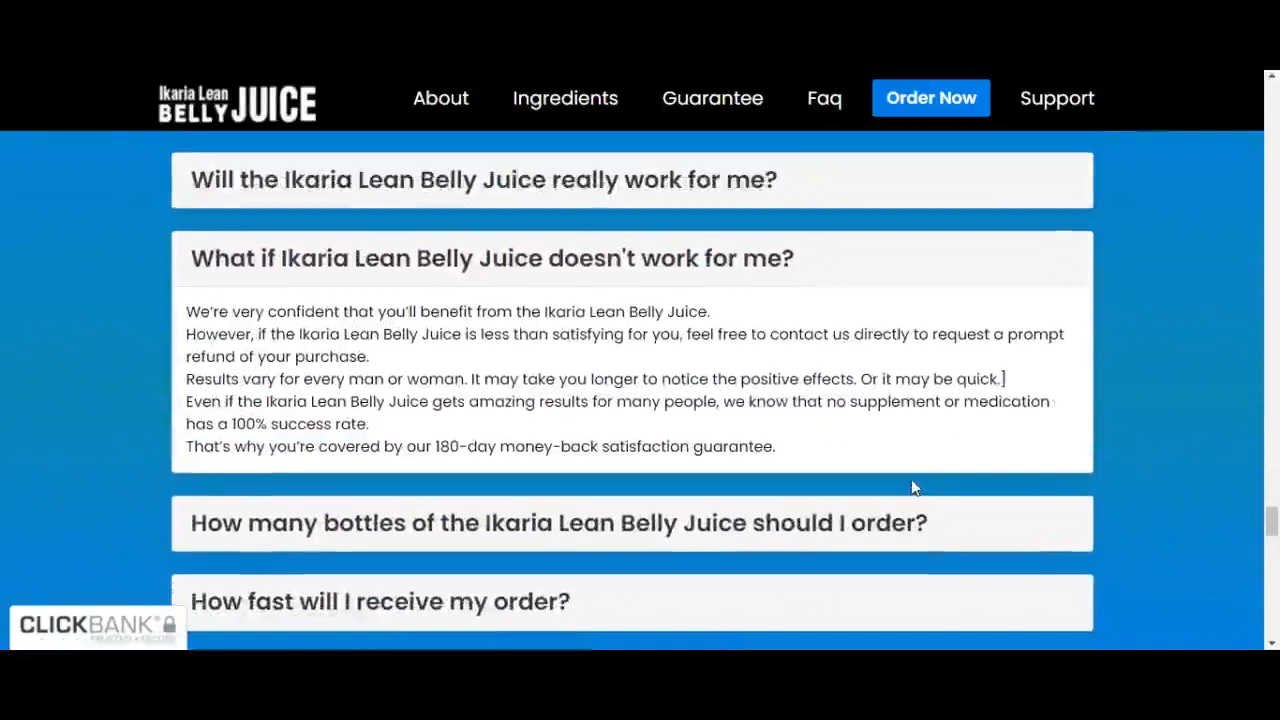 Ikaria Lean
BELLY JUICE
About Ingredients Guarantee Faq Order Now Support
Will the Ikaria Lean Belly Juice really work for me?
What if Ikaria Lean Belly Juice doesn't work for me?
We're very confident that you'll benefit from the Ikaria Lean Belly Juice.
However, if the Ikaria Lean Belly Juice is less than satisfying for you, feel free to contact us directly to request a prompt
refund of your purchase.
Results vary for every man or woman. It may take you longer to notice the positive effects. Or it may be quick.]
Even if the Ikaria Lean Belly Juice gets amazing results for many people, we know that no supplement or medication
has a 100% success rate.
That's why you're covered by our 180-day money-back satisfaction guarantee.
How many bottles of the Ikaria Lean Belly Juice should I order?
How fast will I receive my order?
CLICKBANK®